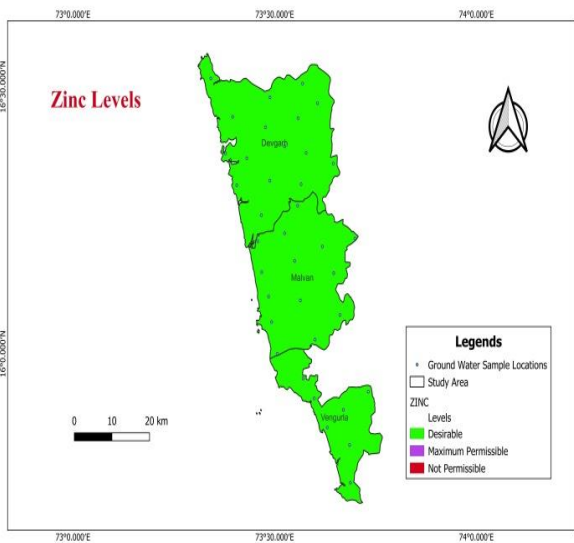 73°0.000'E 73°30.000'E 74°0.000'E
16°30.000'N
Zinc Levels
Devgarh
Malvan
16°0.000'N
Legends
Ground Water Sample Locations
Study Area
ZINC
Levels
Desirable
Maximum Permissible
Not Permissible
Vengurla
0 10 20 km
73°0.000'E 73°30.000'E 74°0.000'E